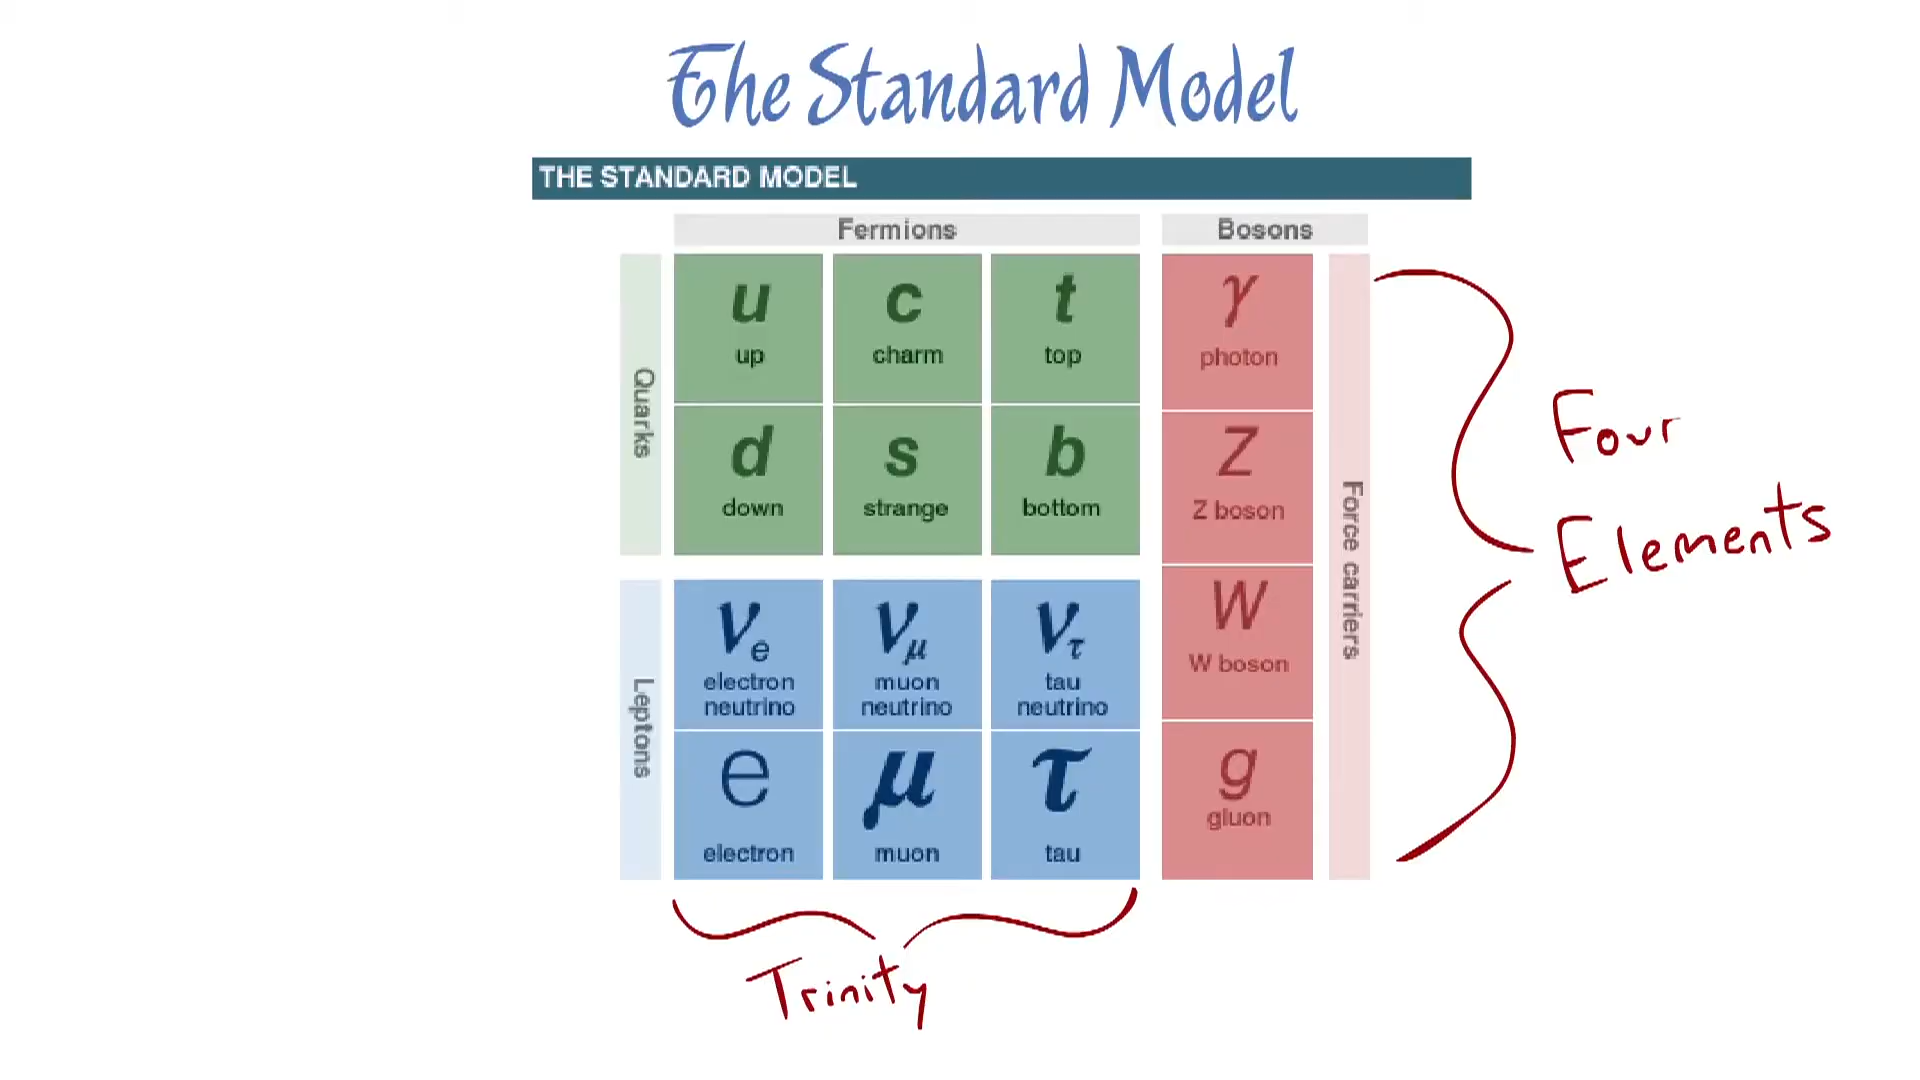 The Standard Model
THE STANDARD MODEL
Fermions
Bosons
Quarks
u
up
c
charm
t
top
d
down
s
strange
b
bottom
Leptons
νe
electron
neutrino
νμ
muon
neutrino
ντ
tau
neutrino
e
electron
μ
muon
τ
tau
γ
photon
Z
Z boson
W
W boson
g
gluon
Force carriers
Four
Elements
Trinity